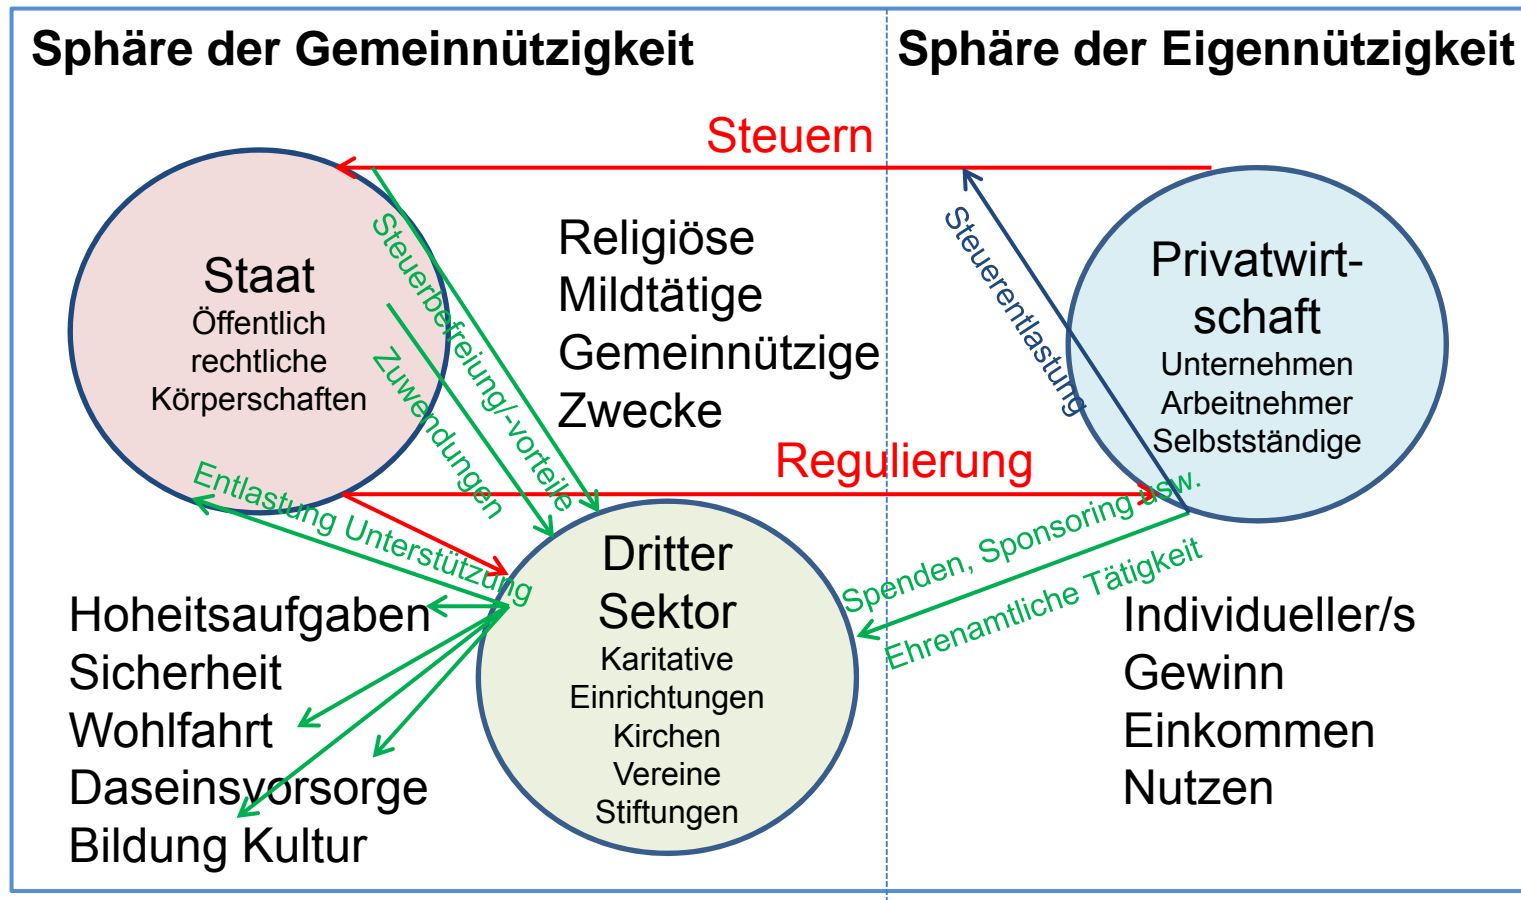 Sphäre der Gemeinnützigkeit
Sphäre der Eigennützigkeit
Steuern
Staat
Öffentlich
rechtliche
Körperschaften
Steuerbefreiung/-vorteile
Zuwendungen
Religiöse
Mildtätige
Gemeinnützige
Zwecke
Steuerentlastung
Privatwirt-
schaft
Unternehmen
Arbeitnehmer
Selbstständige
Regulierung
Entlastung Unterstützung
Spenden, Sponsoring usw.
Ehrenamtliche Tätigkeit
Dritter
Sektor
Karitative
Einrichtungen
Kirchen
Vereine
Stiftungen
Hoheitsaufgaben
Sicherheit
Wohlfahrt
Daseinsvorsorge
Bildung Kultur
Individueller/s
Gewinn
Einkommen
Nutzen